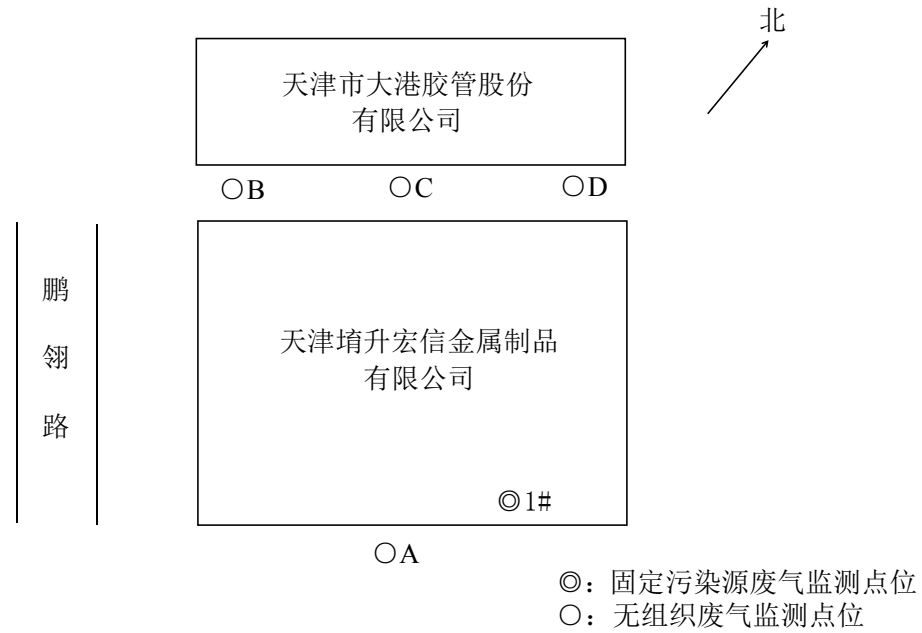 北
天津市大港胶管股份
有限公司
○B
○C
○D
鹏
翎
路
天津堉升宏信金属制品
有限公司
◎1#
○A
◎：固定污染源废气监测点位
○：无组织废气监测点位